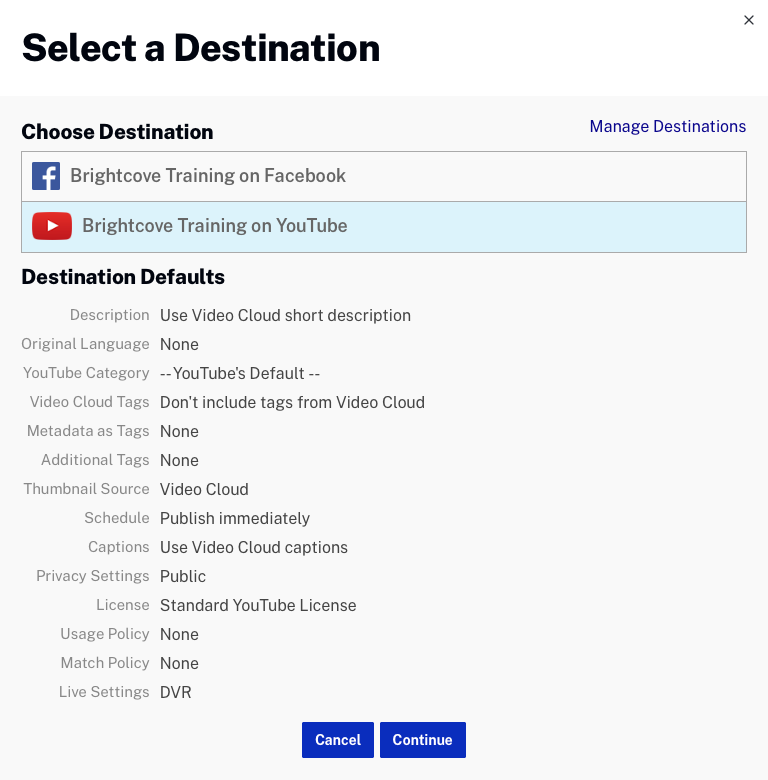 ×
Select a Destination
Choose Destination
Manage Destinations
Brightcove Training on Facebook
Brightcove Training on YouTube
Destination Defaults
Description Use Video Cloud short description
Original Language None
YouTube Category -- YouTube's Default --
Video Cloud Tags Don't include tags from Video Cloud
Metadata as Tags None
Additional Tags None
Thumbnail Source Video Cloud
Schedule Publish immediately
Captions Use Video Cloud captions
Privacy Settings Public
License Standard YouTube License
Usage Policy None
Match Policy None
Live Settings DVR
Cancel Continue